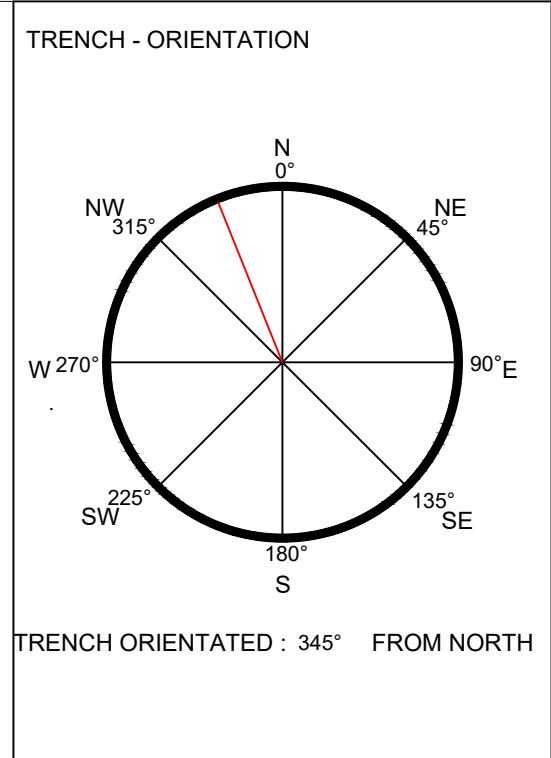 TRENCH - ORIENTATION
N
0°
NW
315°
NE
45°
W 270°
90° E
225°
SW
135°
SE
180°
S
TRENCH ORIENTATED : 345° FROM NORTH